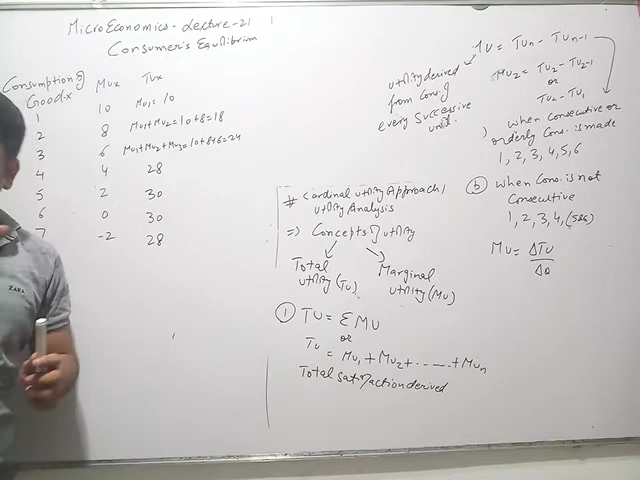 MicroEconomics - Lecture-21
Consumer's Equilibrim
Consumption of Good-x Mux Tux
1 10 Mu1 = 10
2 8 Mu1+Mu2=10+8=18
3 6 Mu1+Mu2+Mu3=10+8+6=24
4 4 28
5 2 30
6 0 30
7 -2 28
ZARA
# Cardinal utility Approach/
utility Analysis
=> Concepts of utility
Total utility (Tu)
Marginal utility (Mu)
① TU = ΣMU
or
Tu = Mu1 + Mu2 + ...... + Mun
Total satisfaction derived
MU = Tun - Tun-1
utility derived
from Cons. of
every successive
unit.
Mu2 = Tu2 - Tu2-1
or
Tu2 - Tu1
) When consecutive or
orderly Cons. is made
1, 2, 3, 4, 5, 6
ⓑ When Cons. is not
Consecutive
1, 2, 3, 4,
Mu = ΔTu
ΔQ